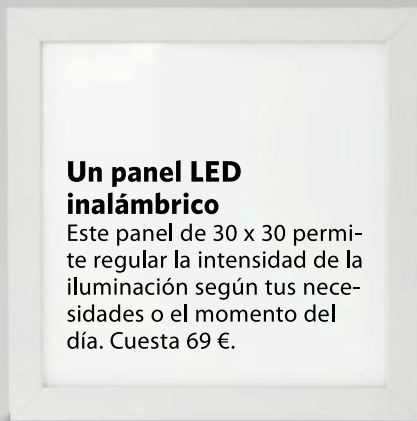 Un panel LED
inalámbrico
Este panel de 30 x 30 permi-
te regular la intensidad de la
iluminación según tus nece-
sidades o el momento del
día. Cuesta 69 €.